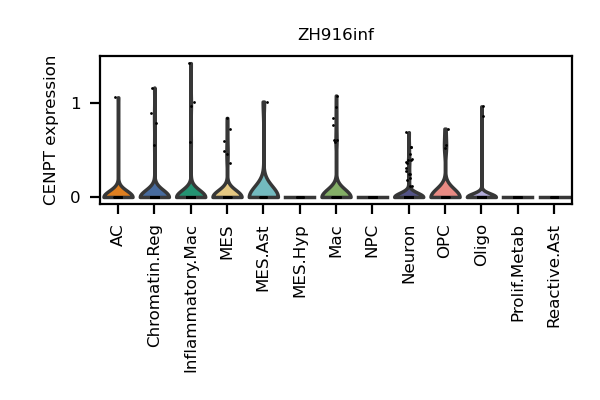 ZH916inf
CENPT expression
1
0
AC
Chromatin.Reg
Inflammatory.Mac
MES
MES.Ast
MES.Hyp
Mac
NPC
Neuron
OPC
Oligo
Prolif.Metab
Reactive.Ast